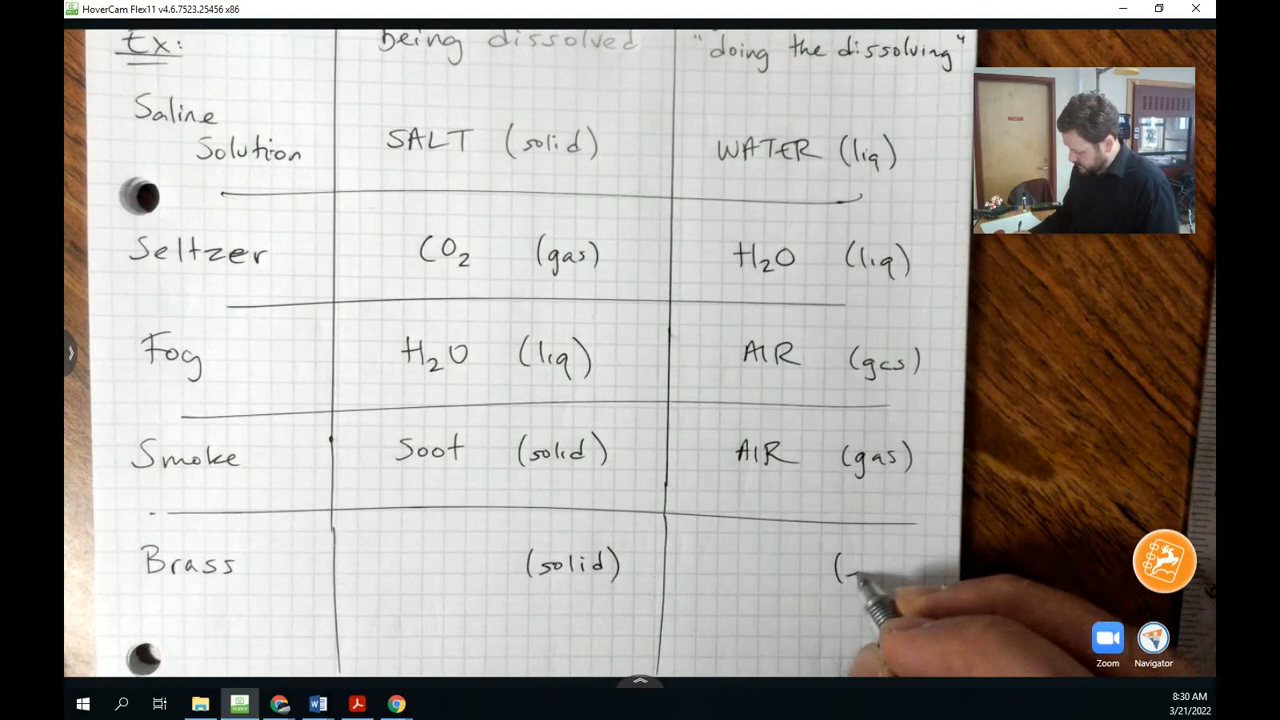 HoverCam Flex11 v4.6.7523.25456 x86
Ex:
being dissolved
"doing the dissolving"
Saline
Solution
SALT (solid)
WATER (liq)
Seltzer
CO₂ (gas)
H₂O (liq)
Fog
H₂O (liq)
AIR (gas)
Smoke
Soot (solid)
AIR (gas)
Brass
(solid)
(
Zoom
Navigator
8:30 AM
3/21/2022